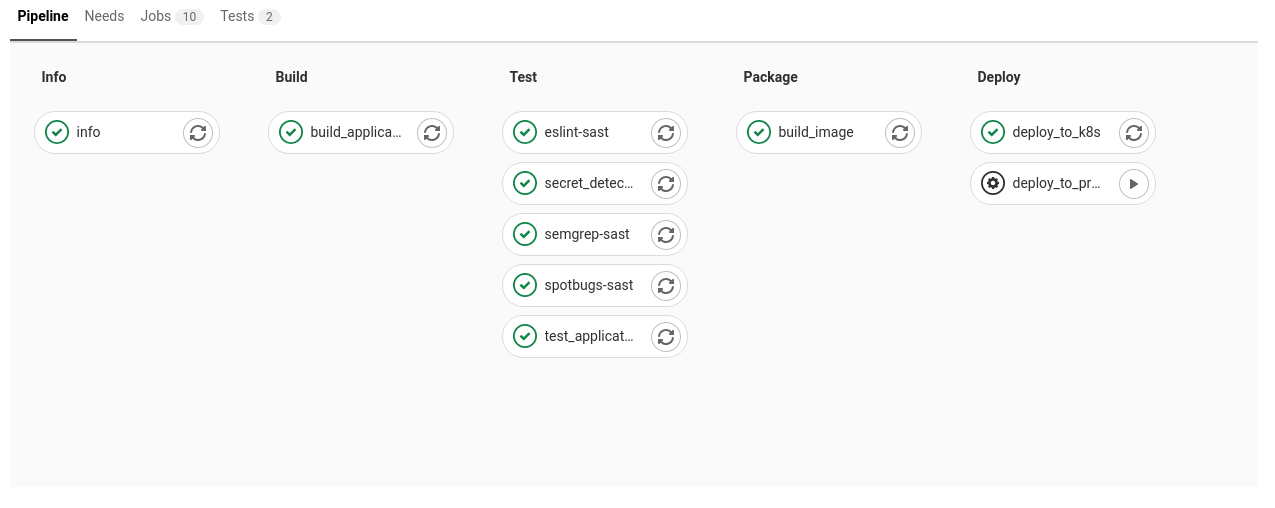 Pipeline Needs Jobs 10 Tests 2
Info Build Test Package Deploy
info build_applica... eslint-sast build_image deploy_to_k8s
secret_detec... deploy_to_pr...
semgrep-sast
spotbugs-sast
test_applicat...